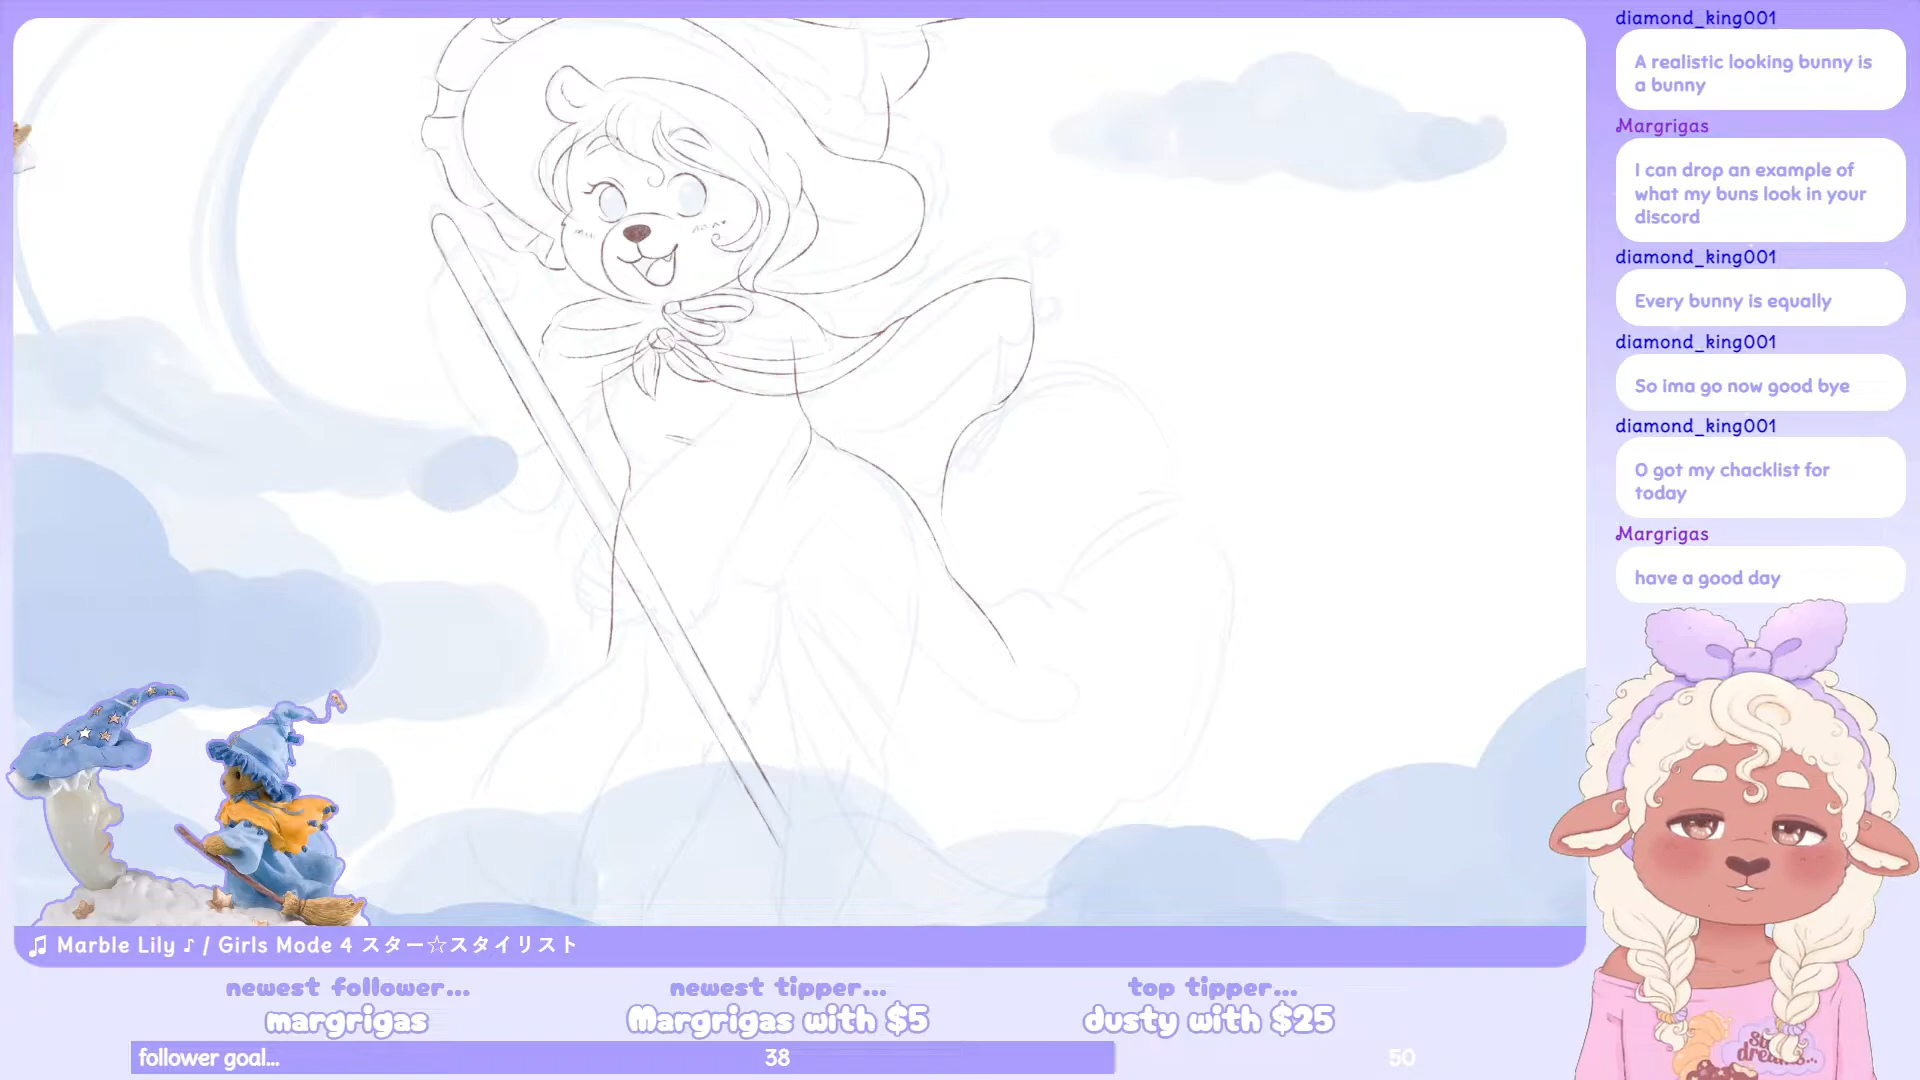 diamond_king001
A realistic looking bunny is
a bunny
Margrigas
I can drop an example of
what my buns look in your
discord
diamond_king001
Every bunny is equally
diamond_king001
So ima go now good bye
diamond_king001
O got my chacklist for
today
Margrigas
have a good day
♫ Marble Lily ♪ / Girls Mode 4 スター☆スタイリスト
newest follower...
margrigas
newest tipper...
Margrigas with $5
top tipper...
dusty with $25
follower goal...
38
50